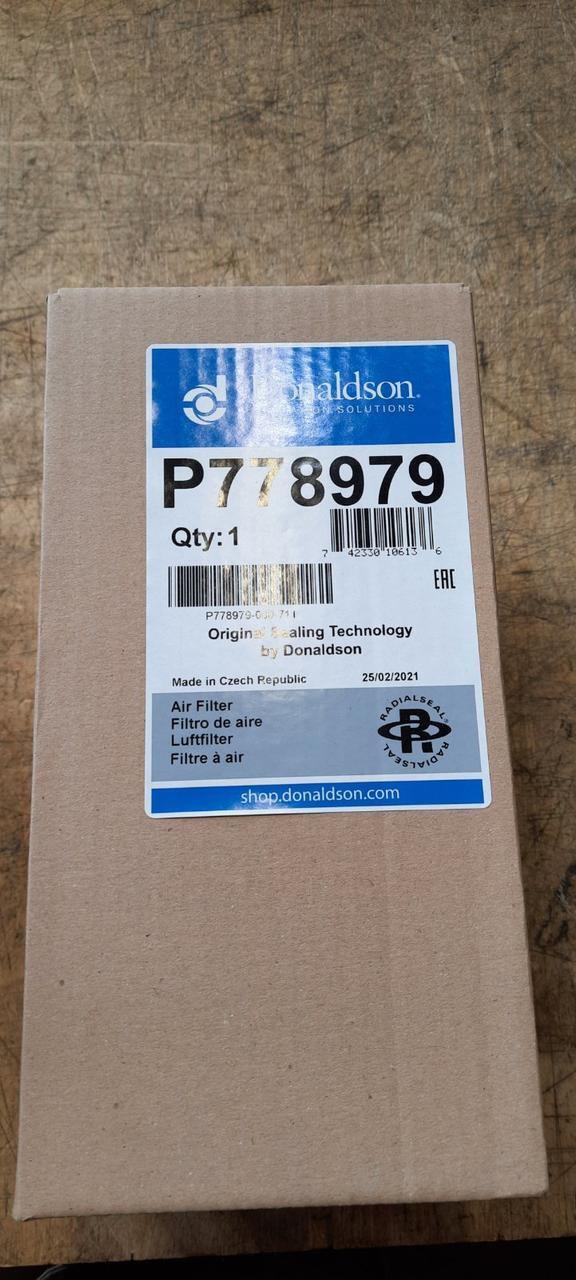 Donaldson®
SOLUTIONS
P778979
Qty: 1
7 42330 10613 6
EAC
Original Sealing Technology
by Donaldson
Made in Czech Republic 25/02/2021
Air Filter
Filtro de aire
Luftfilter
Filtre à air
RADIALSEAL®
RADIALSEAL
shop.donaldson.com